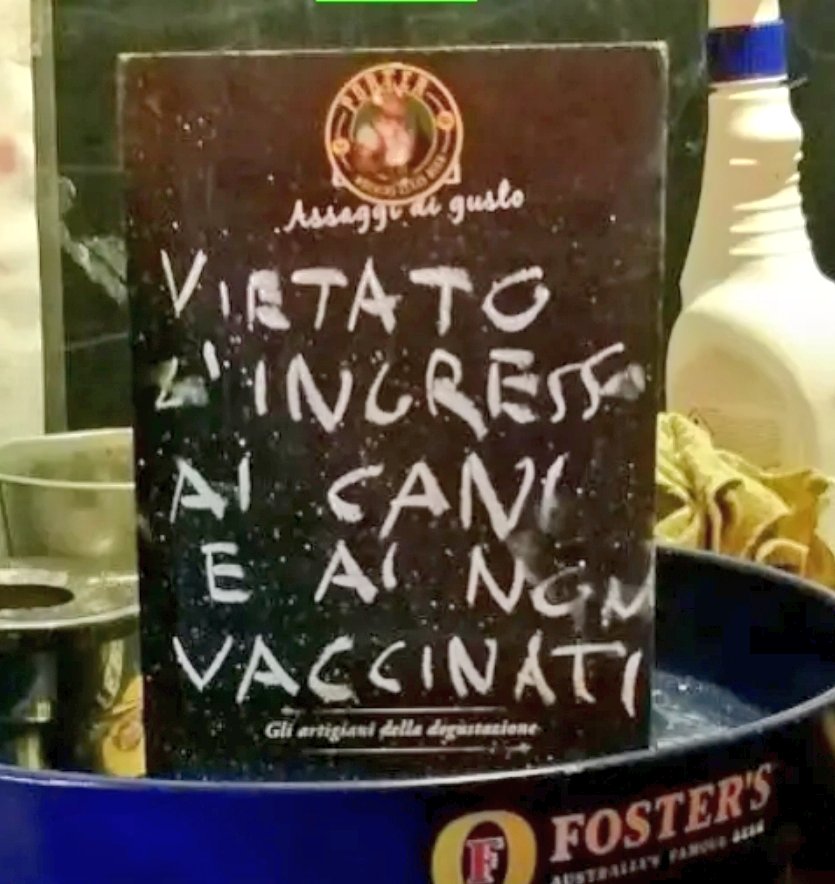 Assaggi di gusto
VIETATO
L'INGRESSO
AI CANI
E AI NON
VACCINATI
Gli artigiani della degustazione
FOSTER'S
AUSTRALIA'S FAMOUS BEER
F